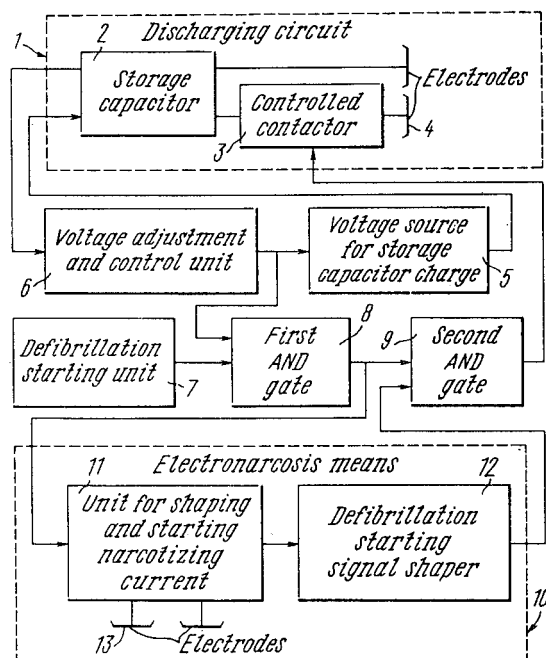 Discharging circuit
1
2
Storage
capacitor
Electrodes
Controlled
contactor
3
4
Voltage adjustment
and control unit
6
Voltage source
for storage
capacitor charge
5
Defibrillation
starting unit
7
8
First
AND
gate
9
Second
AND
gate
Electronarcosis means
11
Unit for shaping
and starting
narcotizing
current
12
Defibrillation
starting
signal shaper
13
Electrodes
10